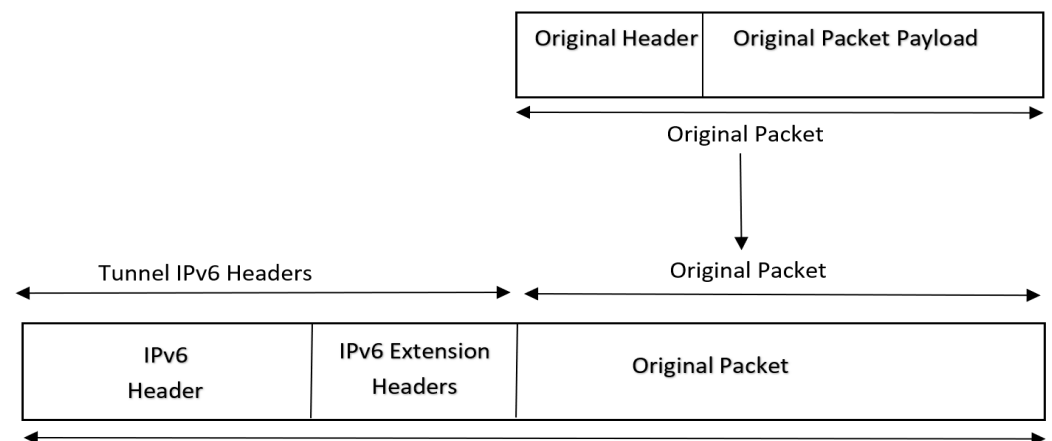 Original Header
Original Packet Payload
Original Packet
Tunnel IPv6 Headers
Original Packet
IPv6
Header
IPv6 Extension
Headers
Original Packet